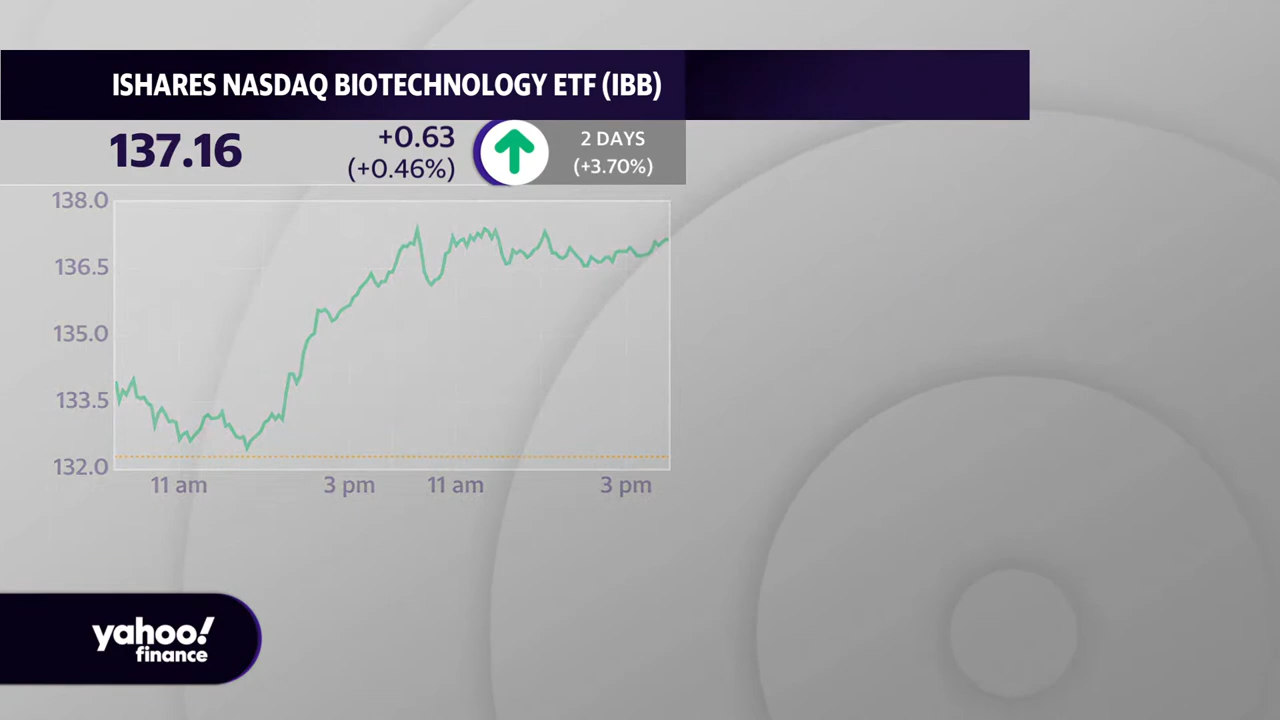 ISHARES NASDAQ BIOTECHNOLOGY ETF (IBB)
137.16
+0.63
(+0.46%)
2 DAYS
(+3.70%)
138.0
136.5
135.0
133.5
132.0
11 am 3 pm 11 am 3 pm
yahoo!
finance